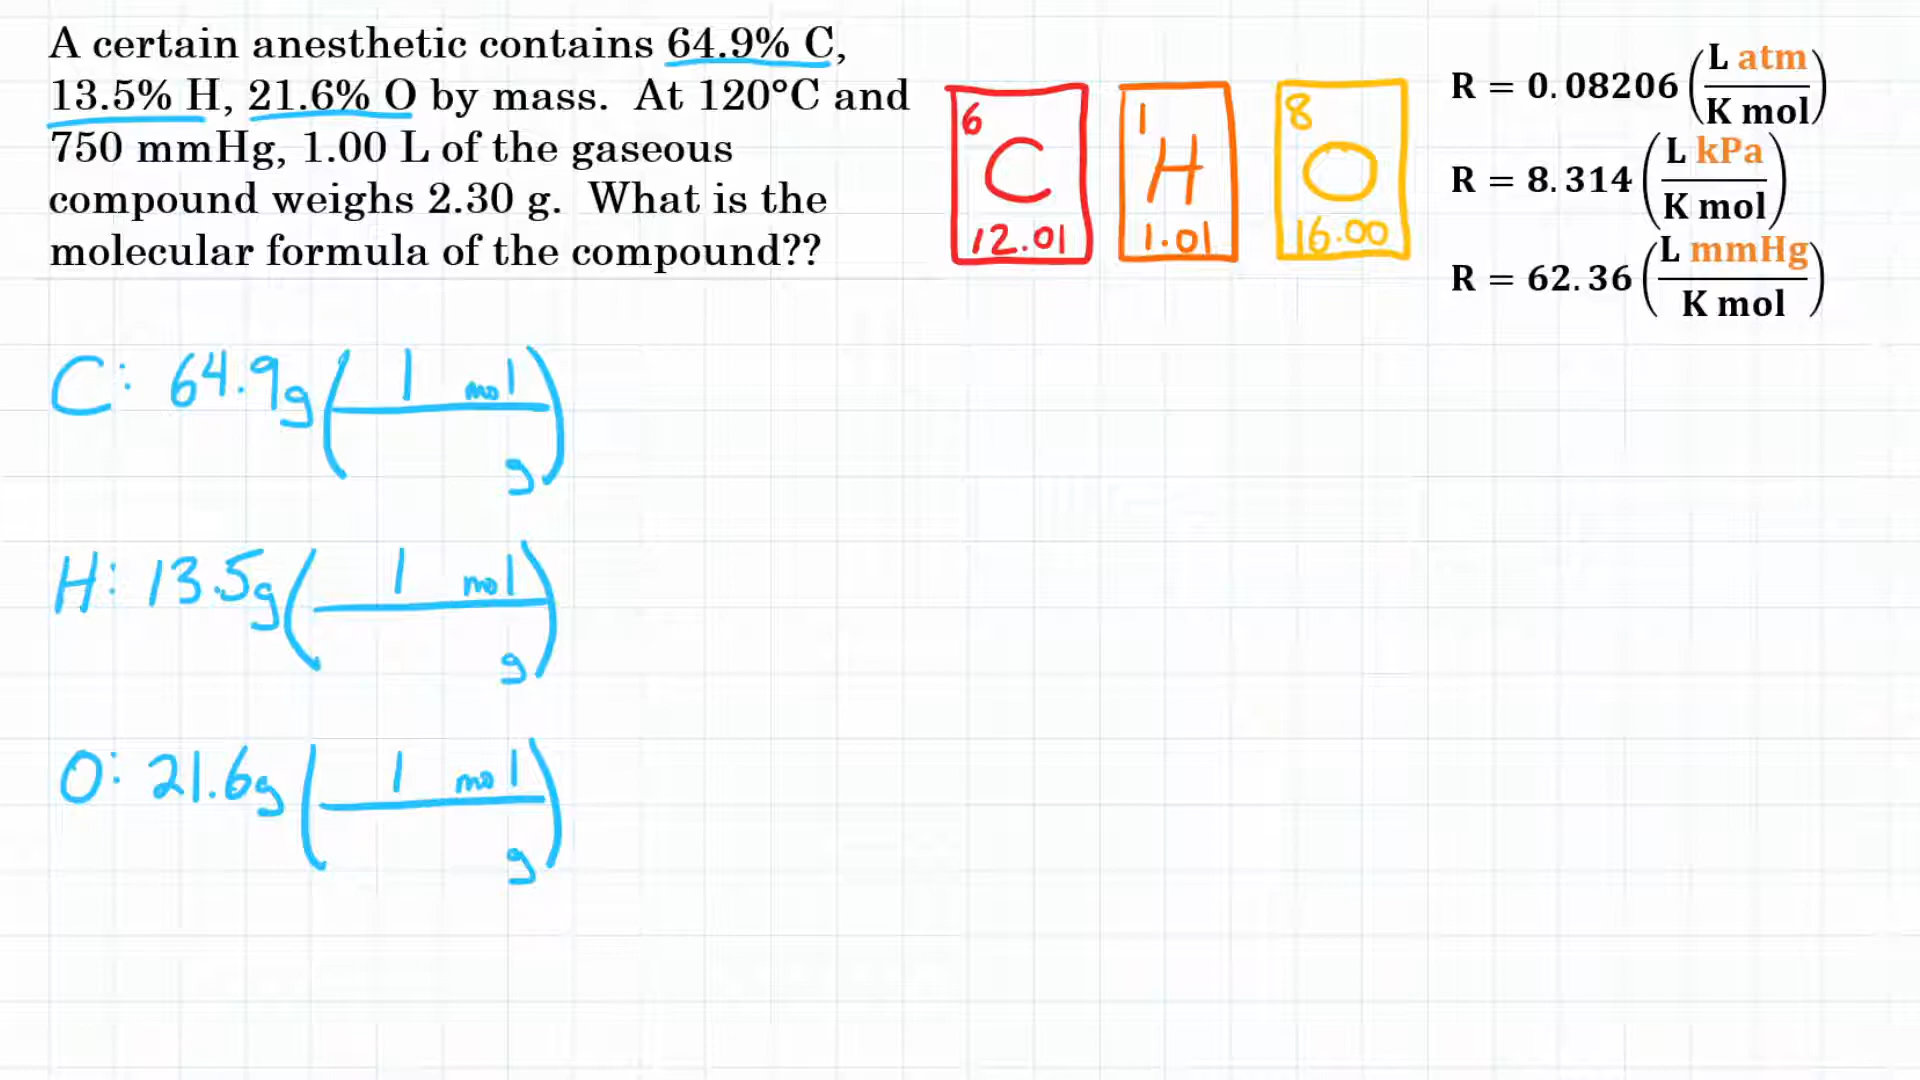 A certain anesthetic contains 64.9% C,
13.5% H, 21.6% O by mass. At 120°C and
750 mmHg, 1.00 L of the gaseous
compound weighs 2.30 g. What is the
molecular formula of the compound??
6
C
12.01
1
H
1.01
8
O
16.00
R = 0.08206 (L atm / K mol)
R = 8.314 (L kPa / K mol)
R = 62.36 (L mmHg / K mol)
C: 64.9g (1 mol / g)
H: 13.5g (1 mol / g)
O: 21.6g (1 mol / g)